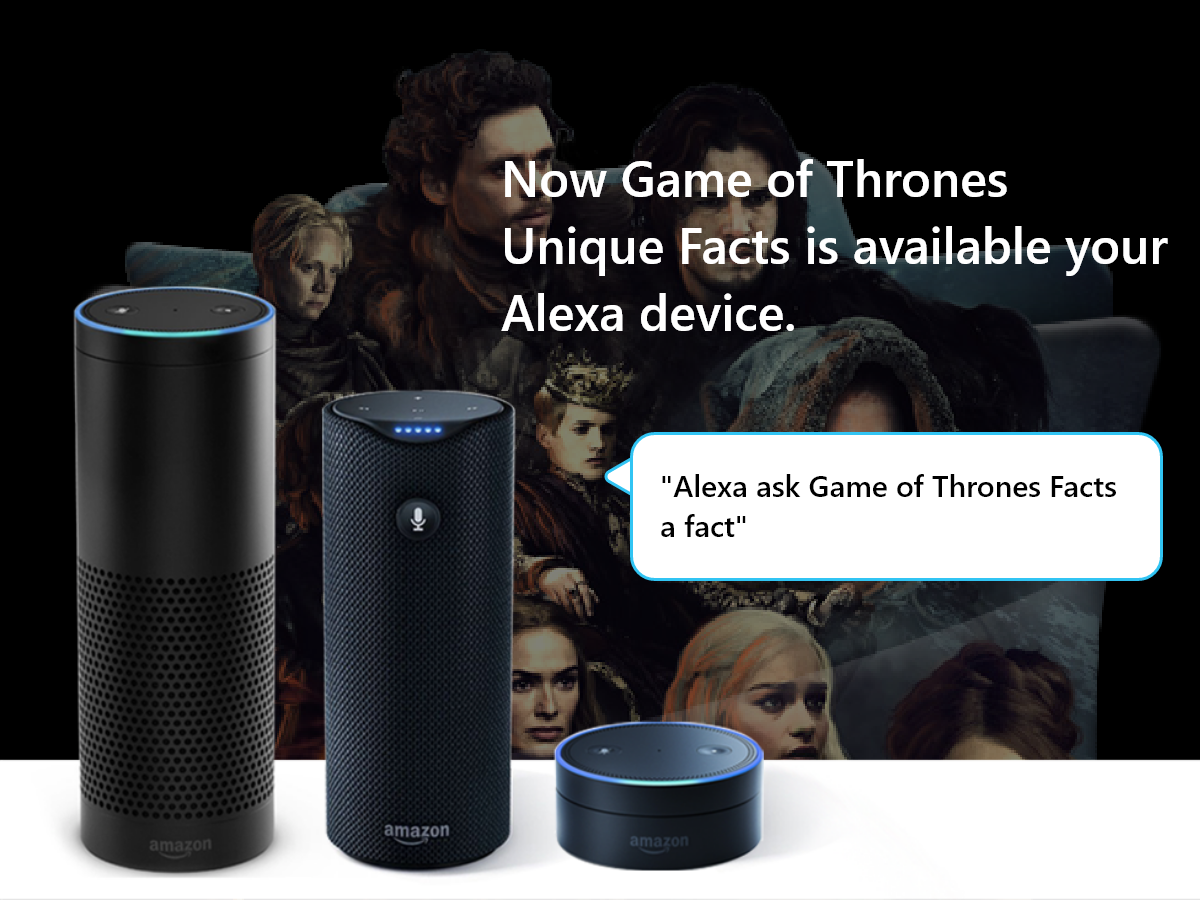 Now Game of Thrones
Unique Facts is available your
Alexa device.
"Alexa ask Game of Thrones Facts
a fact"
amazon
amazon
amazon